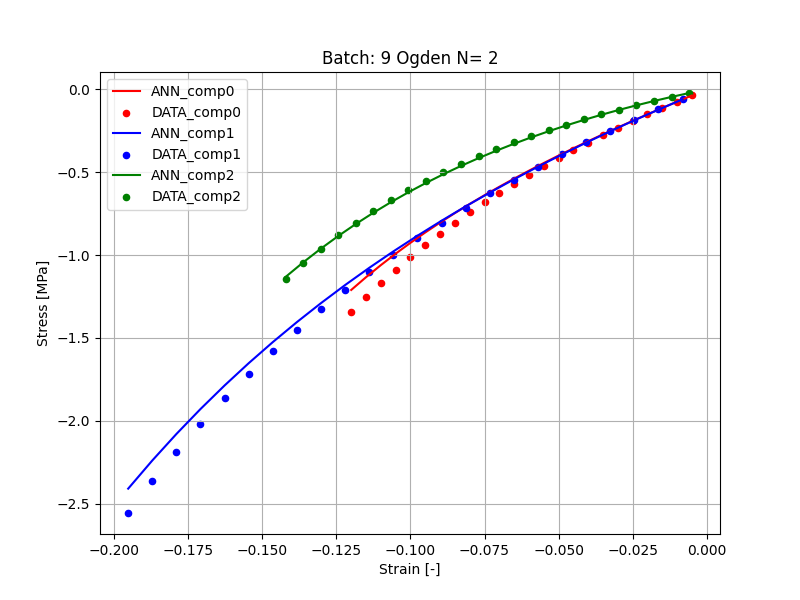 Batch: 9 Ogden N= 2
ANN_comp0
DATA_comp0
ANN_comp1
DATA_comp1
ANN_comp2
DATA_comp2
0.0
−0.5
−1.0
−1.5
−2.0
−2.5
Stress [MPa]
−0.200 −0.175 −0.150 −0.125 −0.100 −0.075 −0.050 −0.025 0.000
Strain [-]